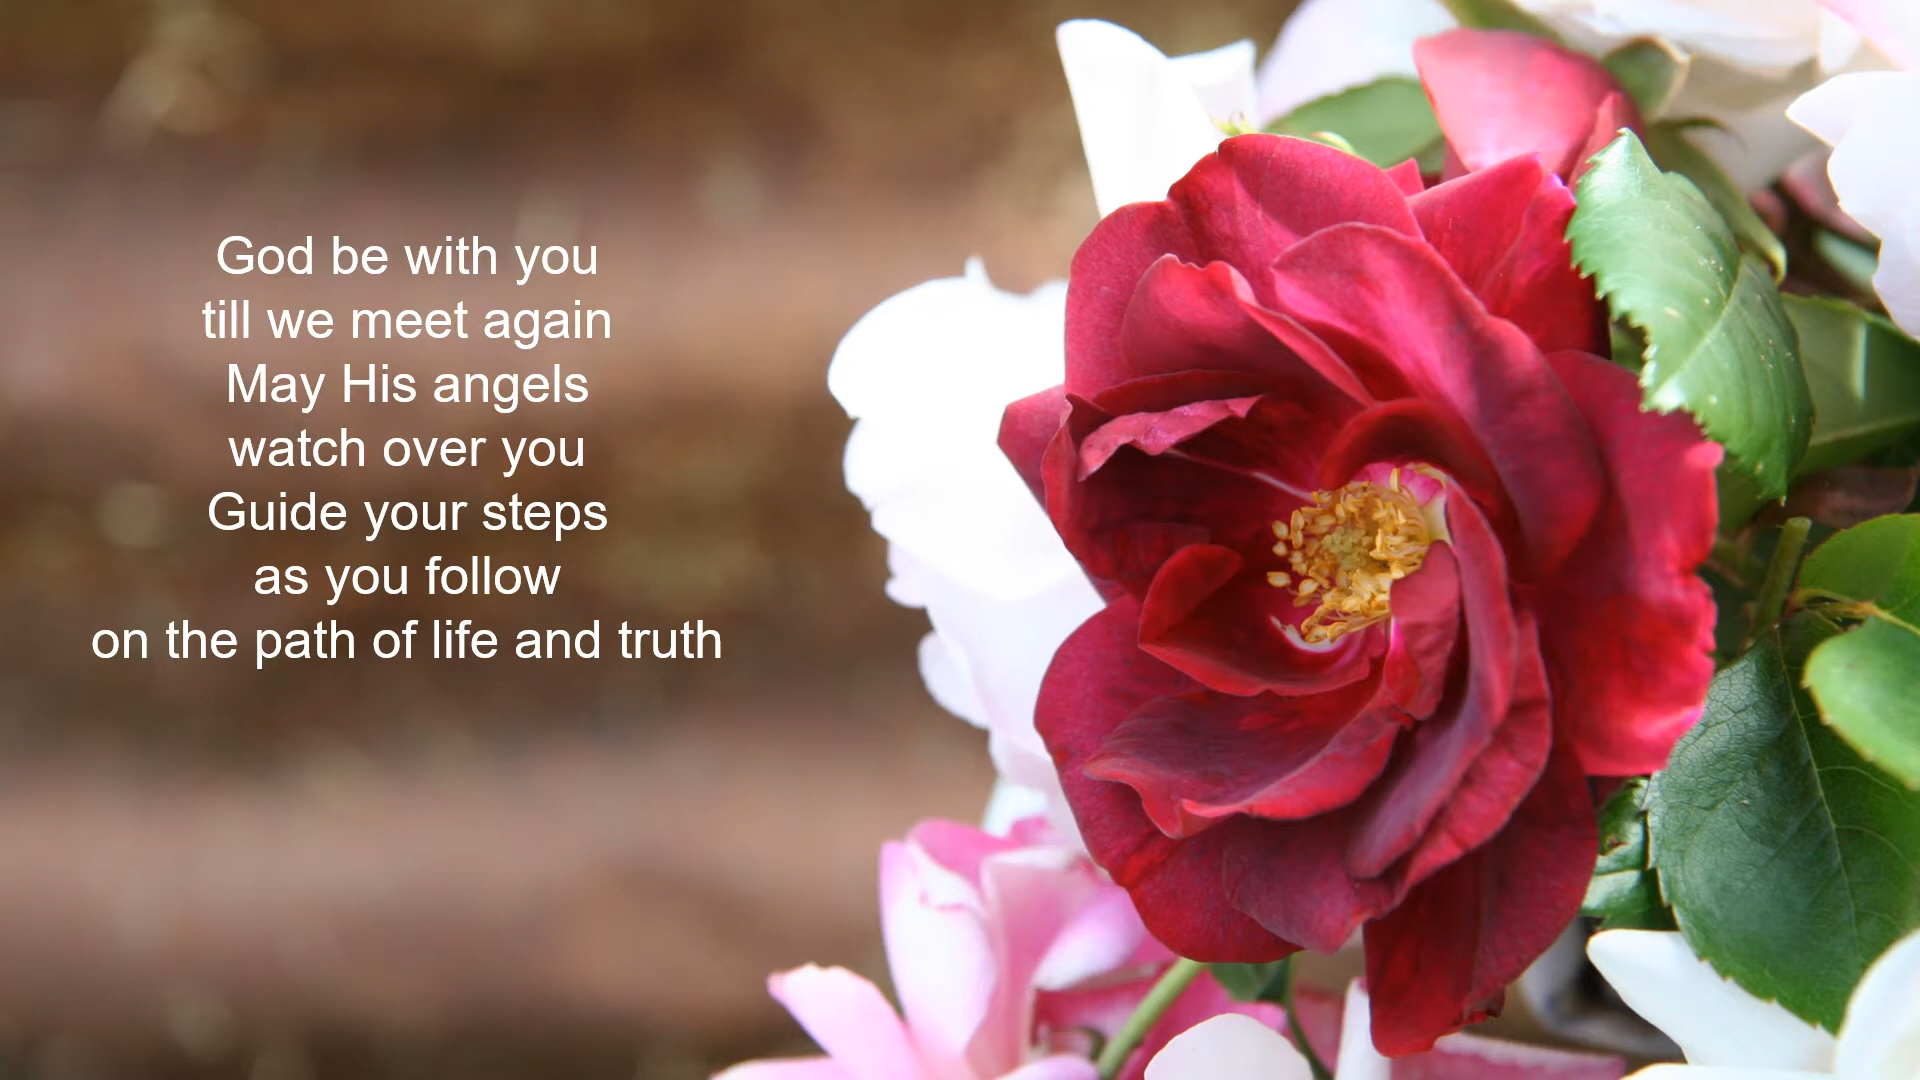 God be with you
till we meet again
May His angels
watch over you
Guide your steps
as you follow
on the path of life and truth